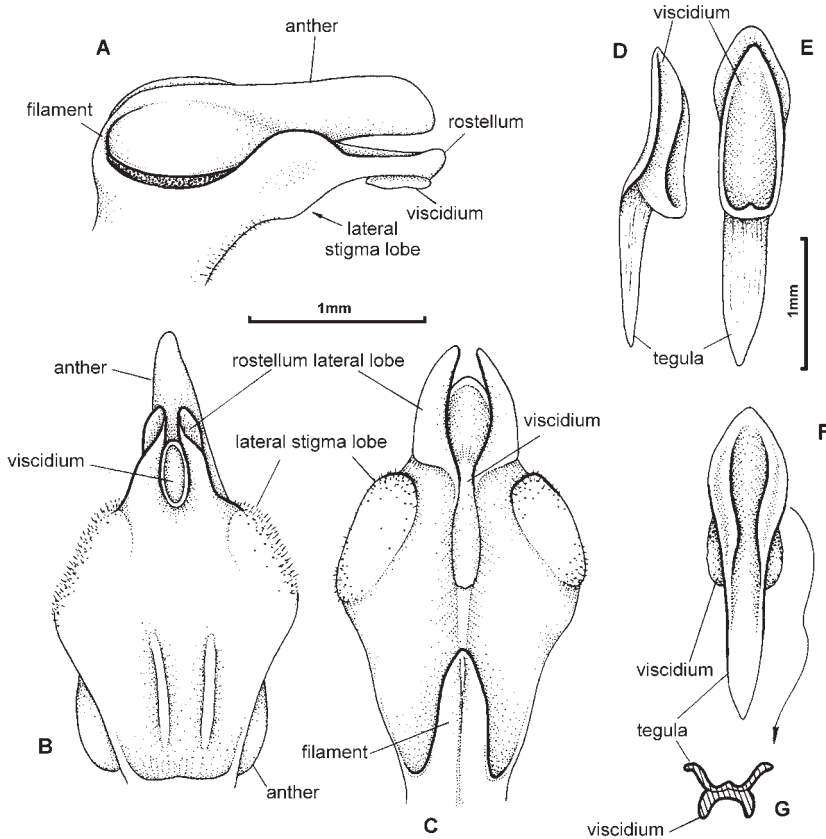 A
anther
filament
rostellum
viscidium
lateral
stigma lobe
viscidium
D
E
tegula
1mm
1mm
anther
rostellum lateral lobe
lateral stigma lobe
viscidium
viscidium
B
anther
filament
C
F
viscidium
tegula
viscidium
G